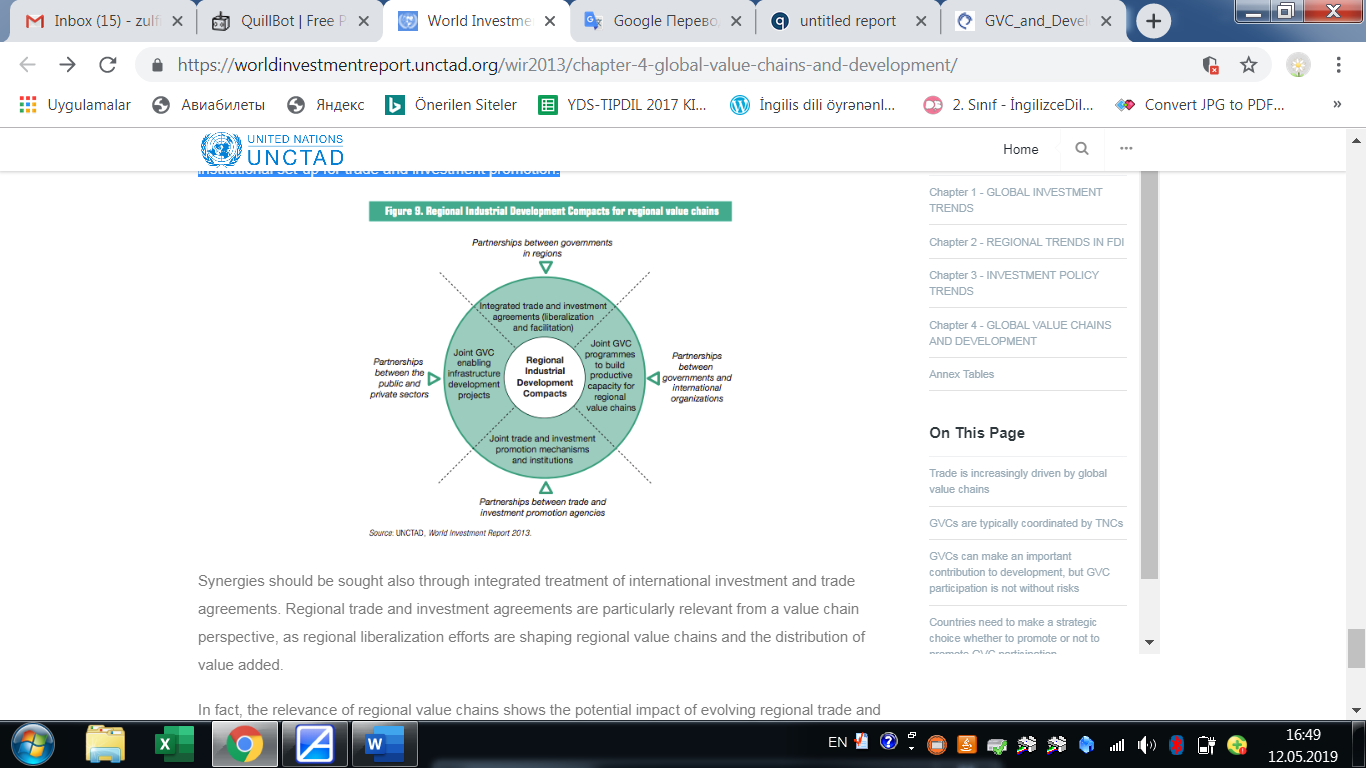 Inbox (15) - zulfi
QuillBot | Free P
World Investme
Google Перево
untitled report
GVC_and_Devel
https://worldinvestmentreport.unctad.org/wir2013/chapter-4-global-value-chains-and-development/
Uygulamalar
Авиабилеты
Яндекс
Önerilen Siteler
YDS-TIPDIL 2017 KI...
İngilis dili öyrənənl...
2. Sınıf - İngilizceDil...
Convert JPG to PDF...
»
UNITED NATIONS
UNCTAD
Home
institutional set-up for trade and investment promotion.
Figure 9. Regional Industrial Development Compacts for regional value chains
Partnerships between governments
in regions
Integrated trade and investment
agreements (liberalization
and facilitation)
Partnerships
between the
public and
private sectors
Joint GVC
enabling
infrastructure
development
projects
Regional
Industrial
Development
Compacts
Joint GVC
programmes
to build
productive
capacity for
regional
value chains
Partnerships
between
governments and
international
organizations
Joint trade and investment
promotion mechanisms
and institutions
Partnerships between trade and
investment promotion agencies
Source: UNCTAD, World Investment Report 2013.
Synergies should be sought also through integrated treatment of international investment and trade
agreements. Regional trade and investment agreements are particularly relevant from a value chain
perspective, as regional liberalization efforts are shaping regional value chains and the distribution of
value added.
In fact, the relevance of regional value chains shows the potential impact of evolving regional trade and
Chapter 1 - GLOBAL INVESTMENT
TRENDS
Chapter 2 - REGIONAL TRENDS IN FDI
Chapter 3 - INVESTMENT POLICY
TRENDS
Chapter 4 - GLOBAL VALUE CHAINS
AND DEVELOPMENT
Annex Tables
On This Page
Trade is increasingly driven by global
value chains
GVCs are typically coordinated by TNCs
GVCs can make an important
contribution to development, but GVC
participation is not without risks
Countries need to make a strategic
choice whether to promote or not to
promote GVC participation
EN
16:49
12.05.2019